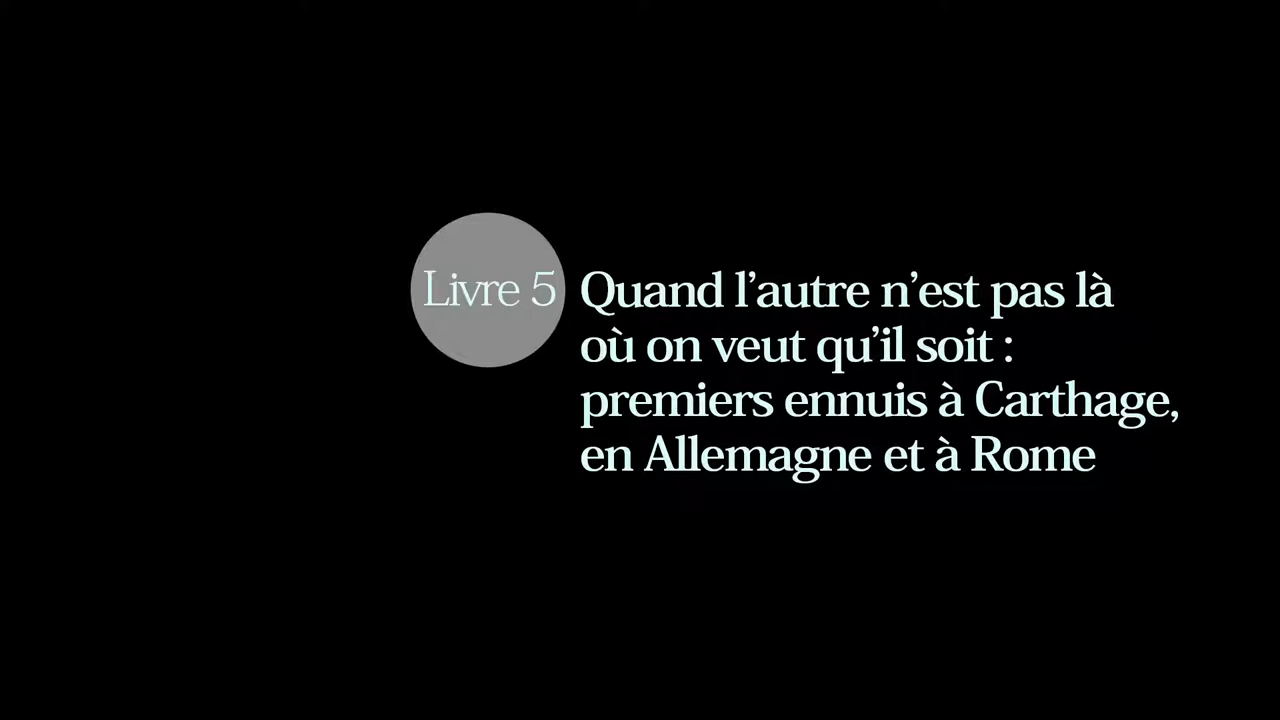 Livre 5 Quand l’autre n’est pas là
où on veut qu’il soit :
premiers ennuis à Carthage,
en Allemagne et à Rome